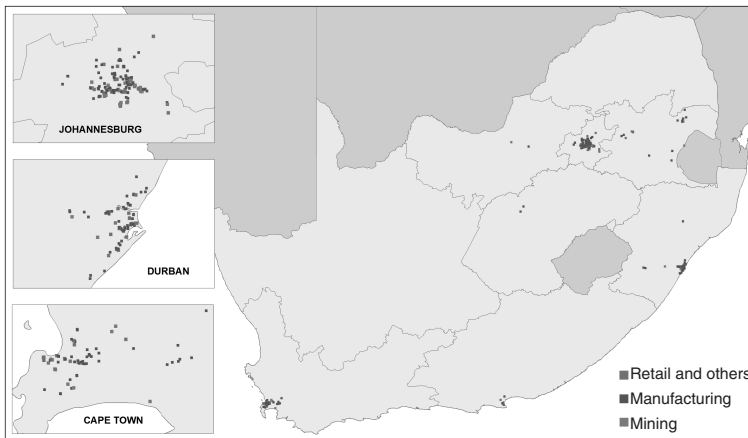 JOHANNESBURG
DURBAN
CAPE TOWN
Retail and others
Manufacturing
Mining